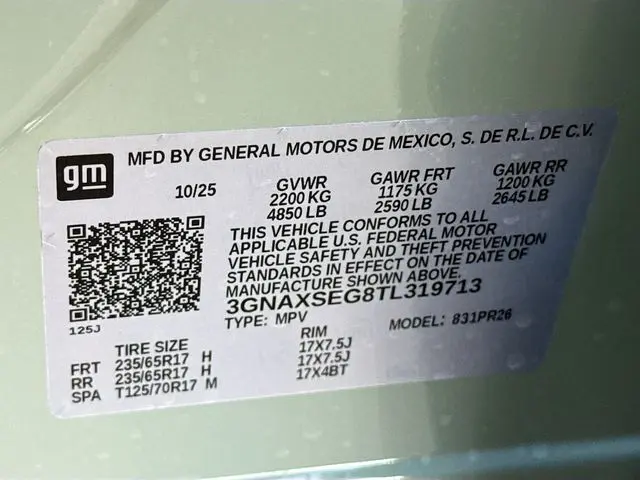 gm
MFD BY GENERAL MOTORS DE MEXICO, S. DE R.L. DE C.V.
10/25 GVWR GAWR FRT GAWR RR
2200 KG 1175 KG 1200 KG
4850 LB 2590 LB 2645 LB
THIS VEHICLE CONFORMS TO ALL
APPLICABLE U.S. FEDERAL MOTOR
VEHICLE SAFETY AND THEFT PREVENTION
STANDARDS IN EFFECT ON THE DATE OF
MANUFACTURE SHOWN ABOVE.
3GNAXSEG8TL319713
125J
TYPE: MPV MODEL: 831PR26
TIRE SIZE RIM
FRT 235/65R17 H 17X7.5J
RR 235/65R17 H 17X7.5J
SPA T125/70R17 M 17X4BT